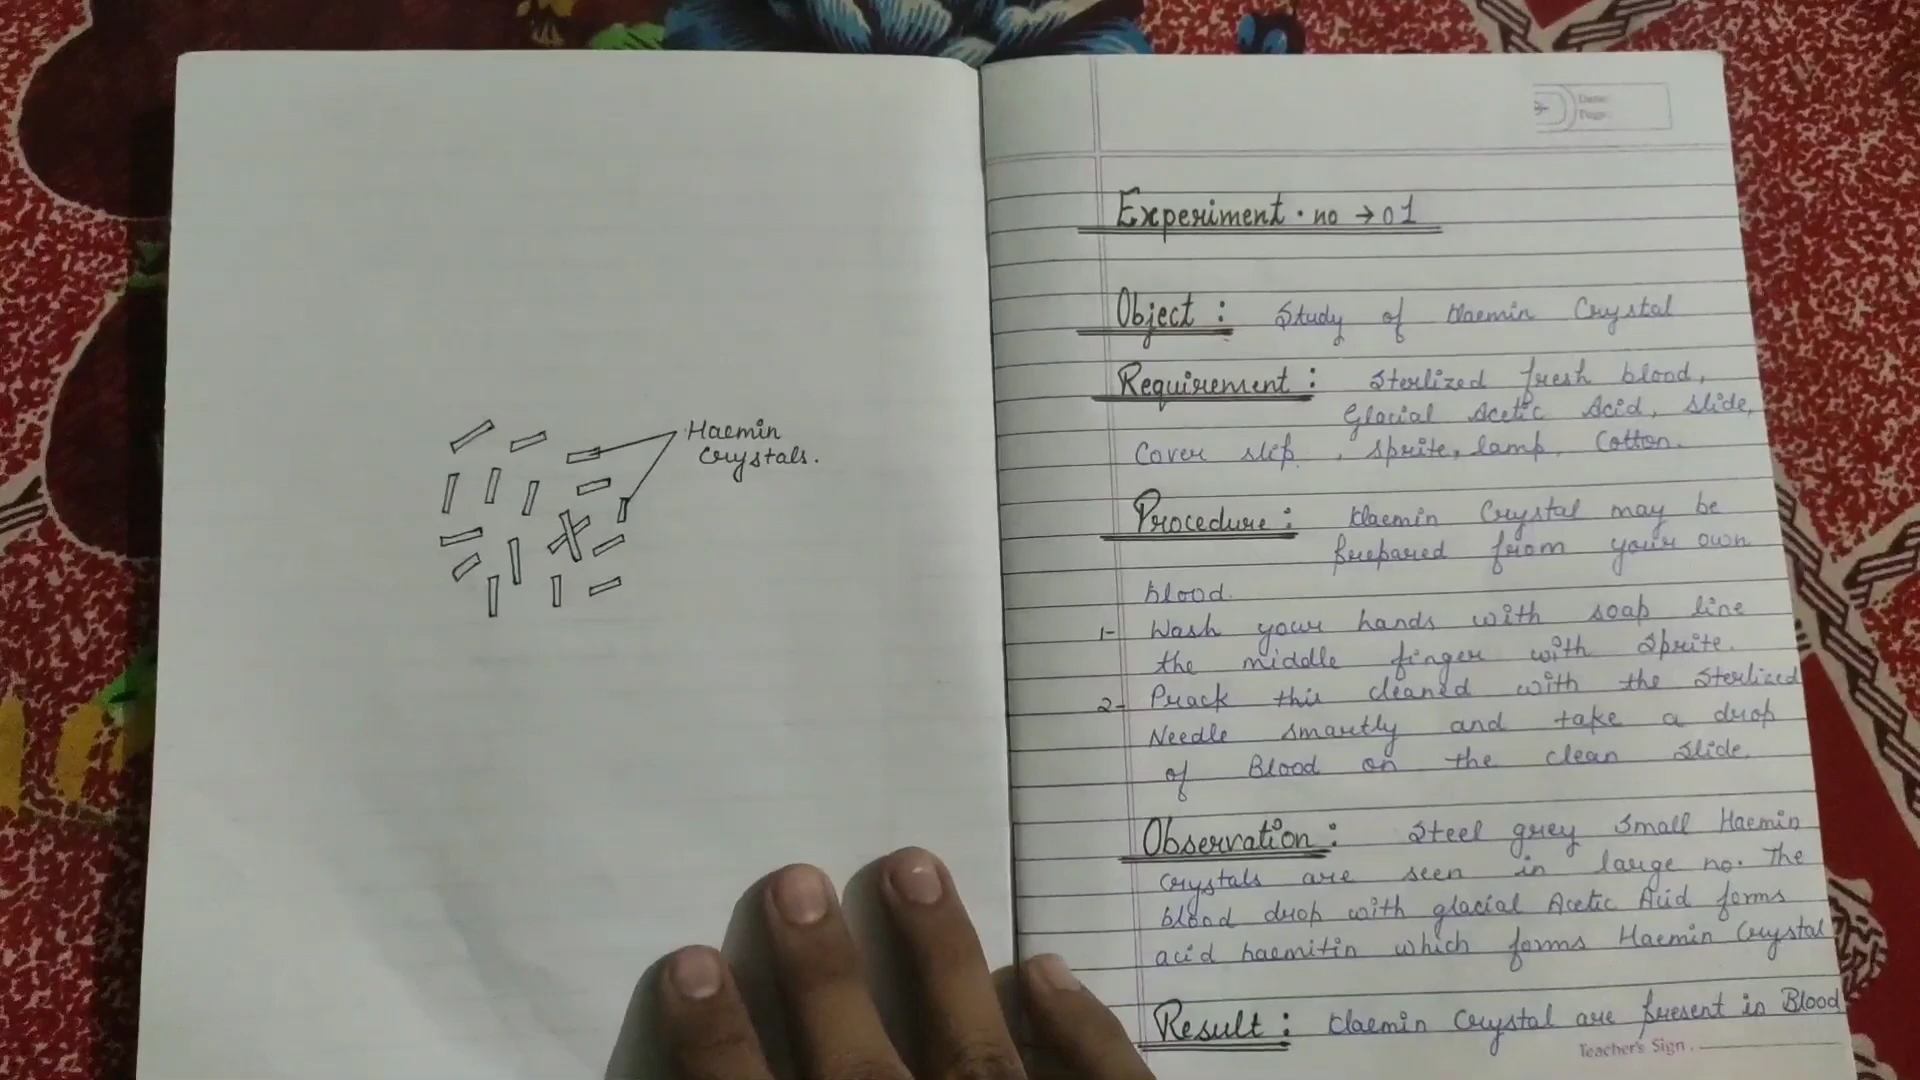 Haemin
Crystals.
Experiment. no → 01
Object : Study of Haemin Crystal
Requirement : Sterlized fresh blood,
Glacial Acetic Acid, slide,
Cover slip, Sprite, lamp, Cotton.
Procedure : Haemin Crystal may be
prepared from your own
blood.
1- Wash your hands with soap line
the middle finger with Sprite.
2- Prack this cleaned with the Sterlized
Needle smartly and take a drop
of Blood on the clean Slide.
Observation : Steel grey small Haemin
crystals are seen in large no. The
blood drop with glacial Acetic Acid forms
acid haemitin which forms Haemin Crystal
Result : Haemin Crystal are present in Blood
Teacher's Sign.